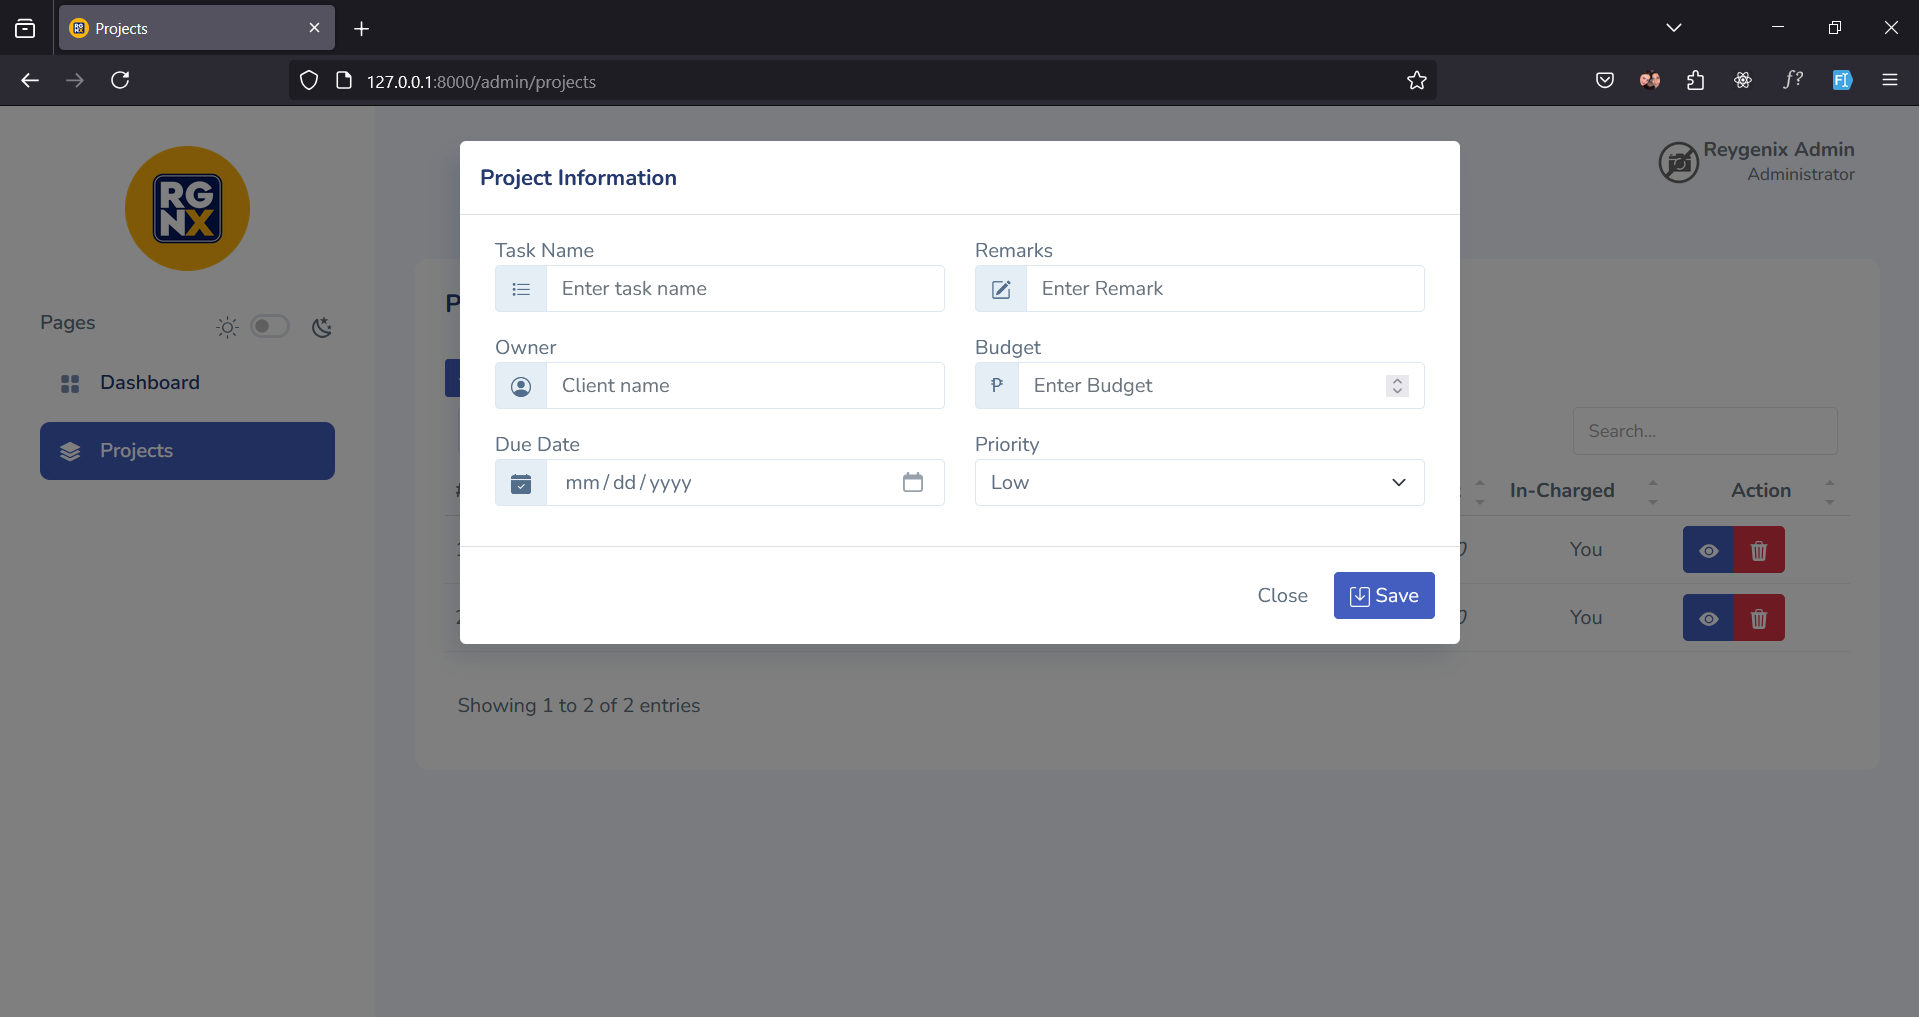 Projects
127.0.0.1:8000/admin/projects
RG
NX
Reygenix Admin
Administrator
Pages
Dashboard
Projects
Project Information
Task Name
Enter task name
Remarks
Enter Remark
Owner
Client name
Budget
₱ Enter Budget
Due Date
mm/dd/yyyy
Priority
Low
Close
Save
Search...
In-Charged
Action
You
You
Showing 1 to 2 of 2 entries